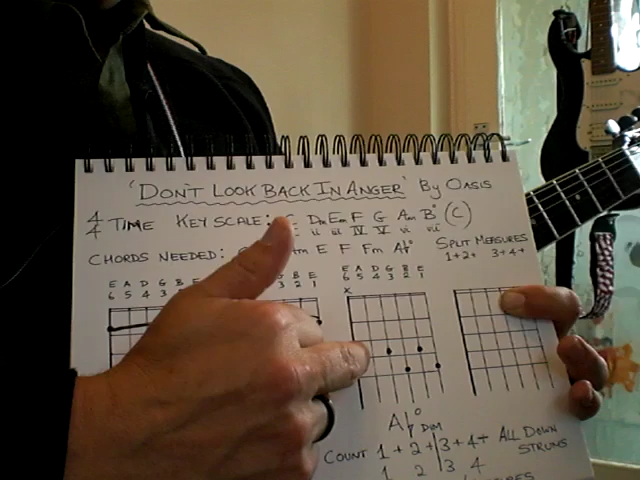 'DON'T LOOK BACK IN ANGER' BY OASIS
4/4 TIME KEY SCALE: C Dm Em F G Am B° (C)
ii iii IV V vi vii°
CHORDS NEEDED: E F Fm A♭°
SPLIT MEASURES
1+2+ 3+4+
E A D G B E A D G B E
6 5 4 3 3 2 1 6 5 4 3 2 1
X
A♭° DIM
COUNT 1+2+|3+4+ ALL DOWN
STRUMS
1 2 | 3 4